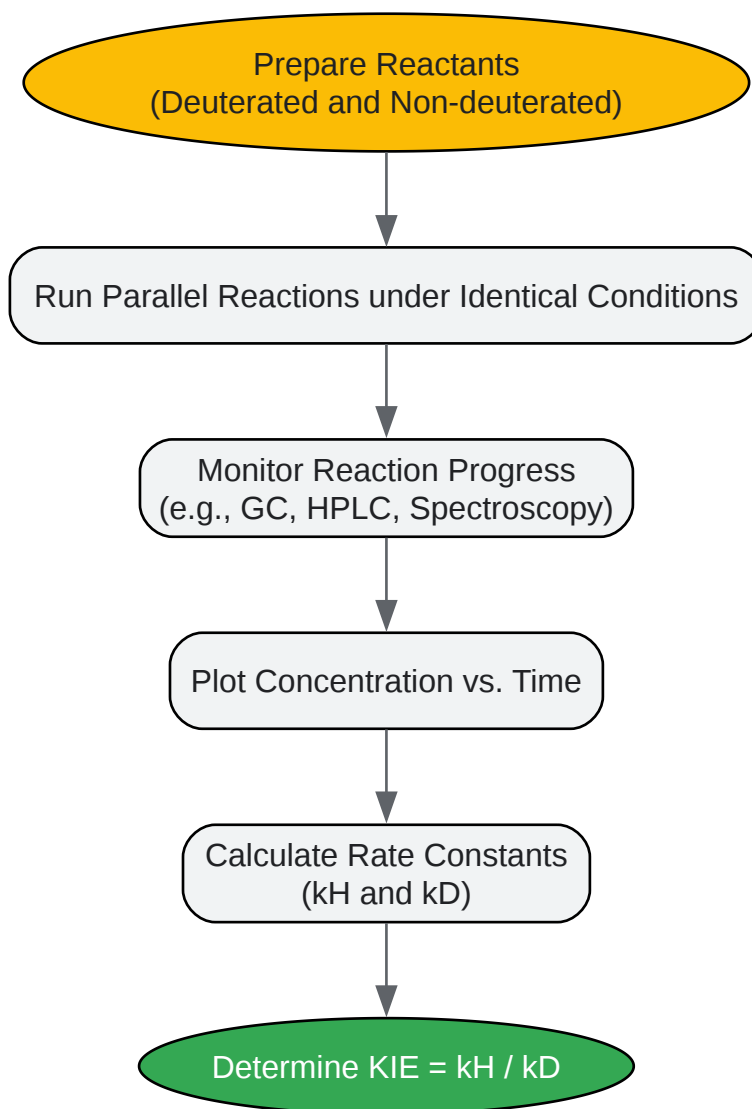 Prepare Reactants
(Deuterated and Non-deuterated)
Run Parallel Reactions under Identical Conditions
Monitor Reaction Progress
(e.g., GC, HPLC, Spectroscopy)
Plot Concentration vs. Time
Calculate Rate Constants
(kH and kD)
Determine KIE = kH / kD